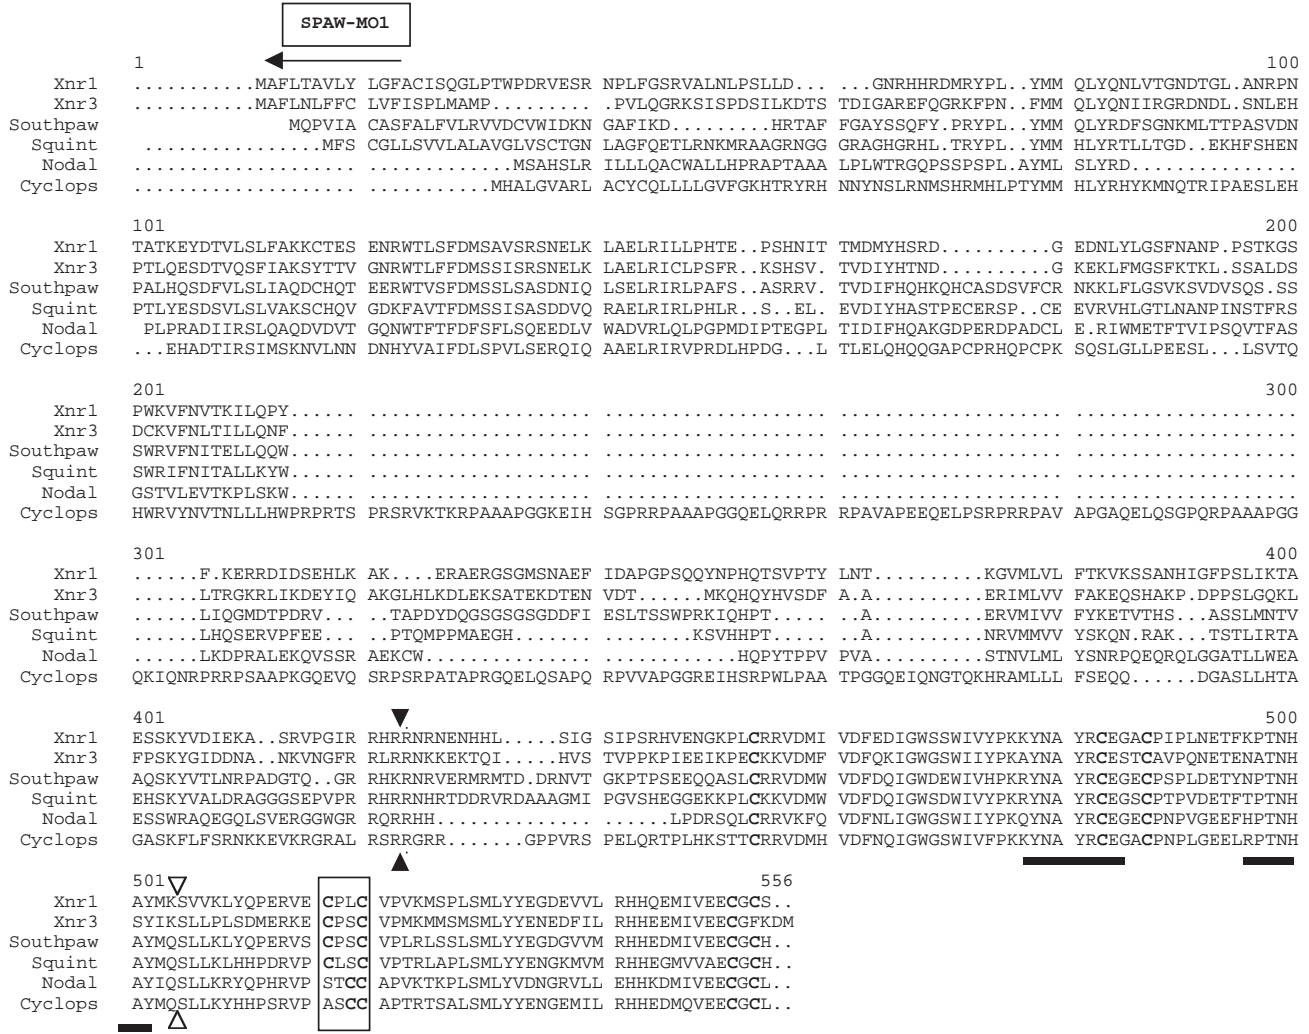 SPAW-MO1
1 100
Xnr1 ............MAFLTAVLYL LGFACISQGLPTWPDRVESR NPLFGSRVALNLPSLLD... ...GNRHHRDMRYPL..YMM QLYQNLVTGNDTGL.ANRPN
Xnr3 ............MAFLNLFFC LVFISPLMAMP......... ..PVLQGRKSISPDSILKDTS TDIGAREFQGRKFPN.FMM QLYQNIIRGRDNDL.SNLEH
Southpaw MQPVIA CASFALFVLRVVDCVWIDKN GAFIKD.........HRTAF FGAYSSQFY.PRYPL..YMM QLYRDFSGNKMLTTPASVDN
Squint .................MFS CGLLSVVLALAVGLVSCTGN LAGFQETLRNKMRAAGRNGG GRAGHGRHL.TRYPL..YMM HLYRTLLTGD..EKHFSHEN
Nodal .............................MSAHSLR ILLLQACWALLHPRAPTAAA LPLWTRGQPSSPSPL.AYML SLYRD...............
Cyclops ...........................MHALGVARL ACYCQLLLLGVFGKHTRYRH NNYNSLRNMSHRMHLPTYMM HLYRHYKMNQTRIPAESLEH
101 200
Xnr1 TATKEYDTVLSLFAKKCTES ENRWTLSFDMSAVSRSNELK LAELRILLPHTE..PSHNIT TMDMYHSRD..........G EDNLYLGSFNANP.PSTKGS
Xnr3 PTLQESDTVQSFIAKSYTTV GNRWTLFFDMSSISRSNELK LAELRICLPSFR..KSHSV. TVDIYHTND..........G KEKLFMGSFKTKL.SSALDS
Southpaw PALHQSDFVLSLIAQDCHQT EERWTVSFDMSSLSASDNIQ LSELRIRLPAFS..ASRRV. TVDIFHQHKQHCASDSVFCR NKKLFLGSVKSVDVSQS.SS
Squint PTLYESDSVLSLVAKSCHQV GDKFAVTFDMSSISASDDVQ RAELRIRLPHLR..S..EL. EVDIYHASTPECERSP..CE EVRVHLGTLNANPINSTFRS
Nodal PLPRADIIRSLQAQDVDVT GQNWTFTFDFSFLSQEEDLV WADVRLQLPGPMDIPTEGPL TIDIFHQAKGDPERDPADCL E.RIWMETFTVIPSQVTFAS
Cyclops ...EHADTIRSIMSKNVLNN DNHYVAIFDLSPVLSERQIQ AAELRIRVPRDLHPDG...L TLELQHQQGAPCPRHQPCPK SQSLGLLPEESL...LSVTQ
201 300
Xnr1 PWKVFNVTKILQPY...... .................... .................... .................... ....................
Xnr3 DCKVFNLTILLQNF...... .................... .................... .................... ....................
Southpaw SWRVFNITELLQQW...... .................... .................... .................... ....................
Squint SWRIFNITALLKYW...... .................... .................... .................... ....................
Nodal GSTVLEVTKPLSKW...... .................... .................... .................... ....................
Cyclops HWRVYNVTNLLLHWPRPRTS PRSRVKTKRPAAAPGGKEIH SGPRRPAAAPGGQELQRRPR RPAVAPEEQELPSRPRRPAV APGAQELQSGPQRPAAAPGG
301 400
Xnr1 ......F.KERRDIDSEHLK AK....ERAERGSGMSNAEF IDAPGPSQQYNPHQTSVPTY LNT..........KGVMLVL FTKVKSSANHIGFPSLIKTA
Xnr3 ......LTRGKRLIKDEYIQ AKGLHLKDLEKSATEKDTEN VDT......MKQHQYHVSDF A.A..........ERIMLVV FAKEQSHAKP.DPPSLGQKL
Southpaw ......LIQGMDTPDRV... ...TAPDYDQGSGSGSGDDFI ESLTSSWPRKIQHPT..... ..A..........ERVMIVV FYKETVTHS...ASSLMNTV
Squint ......LHQSERVPFEE... ..PTQMPPMAEGH....... .........KSVHHPT.... ..A..........NRVMMVV YSKQN.RAK...TSTLIRTA
Nodal ......LKDPRALEKQVSSR AEKCW............... ............HQPYTPPV PVA..........STNVLML YSNRPQEQRQLGGATLLWEA
Cyclops QKIQNRPRRPSAAPKGQEVQ SRPSRPATAPRGQELQSAPQ RPVVAPGGREIHSRPWLPAA TPGGQEIQNGTQKHRAMLLL FSEQQ......DGASLLHTA
401 500
Xnr1 ESSKYVDIEKA..SRVPGIR RHRRNRNENHHL.....SIG SIPSRHVENGKPLCRRVDMI VDFEDIGWSSWIVYPKKYNA YRCEGACPIPLNETFKPTNH
Xnr3 FPSKYGIDDNA..NKVNGFR RLRRNKKEKTQI.....HVS TVPPKPIEEIKPECKKVDMF VDFQKIGWGSWIIYPKAYNA YRCESTCAVPQNETENATNH
Southpaw AQSKYVTLNRPADGTQ..GR RHKRNRVERMRMTD.DRNVT GKPTPSEEQQASLCRRVDMW VDFDQIGWDEWIVHPKRYNA YRCEGECPSPLDETYNPTNH
Squint EHSKYVALDRAGGGSEPVPR RHRRNHRTDDRVRDAAAGMI PGVSHEGGEKKPLCKKVDMW VDFDQIGWSDWIVYPKRYNA YRCEGSCPTPVDETFTPTNH
Nodal ESSWRAQEGQLSVERGGWGR RQRRHH.............. .......LPDRSQLCRRVKFQ VDFNLIGWGSWIIYPKQYNA YRCEGECPNPVGEEFHPTNH
Cyclops GASKFLFSRNKKEVKRGRALR RSRRGRR.......GPPVRS SPELQRTPLHKSTTCRRVDMH VDFNQIGWGSWIVFPKKYNA YRCEGACPNPLGEELRPTNH
501 556
Xnr1 AYMKSVVKLYQPERVE CPLC VPVKMSPLSMLYYEGDEVVL RHHQEMIVEECGCS..
Xnr3 SYIKSLLPLSDMERKE CPSC VPMKMMSMSMLYYENEDFIL RHHEEMIVEECGFKDM
Southpaw AYMQSLLKLYQPERVS CPSC VPLRLSSLSMLYYEGDGVVM RHHEDMIVEECGCH..
Squint AYMQSLLKLHHPDRVP CLSC VPTRLAPLSMLYYENGKMVM RHHEGMVVAECGCH..
Nodal AYIQSLLKRYQPHRVP STCC APVKTKPLSMLYVDNGRVLL EHHKDMIVEECGCL..
Cyclops AYMQSLLKYHHPSRVP ASCC APTRTSALSMLYYENGEMIL RHHEDMQVEECGCL..